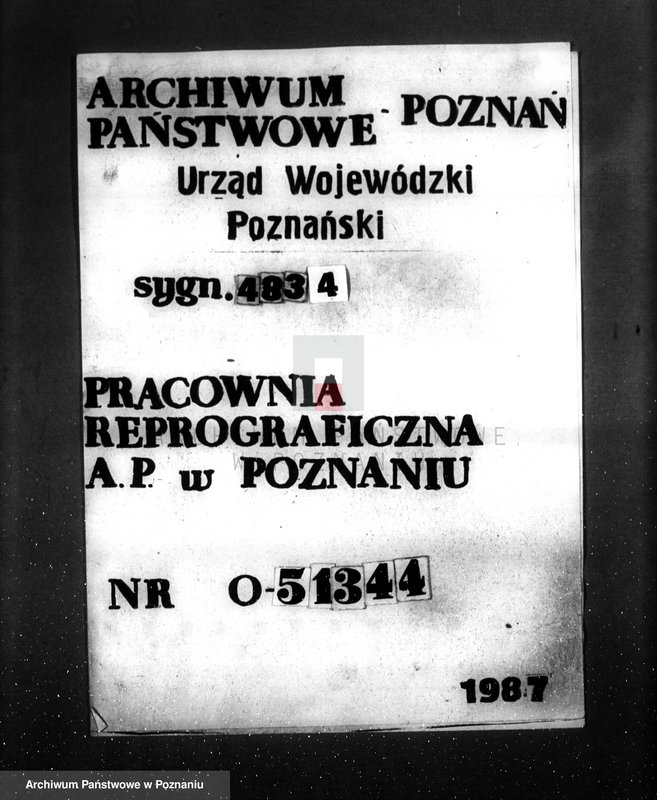 ARCHIWUM
PAŃSTWOWE - POZNAŃ
Urząd Wojewódzki
Poznański
sygn. 4834
PRACOWNIA
REPROGRAFICZNA
A.P. w POZNANIU
NR O-51344
1987
Archiwum Państwowe w Poznaniu